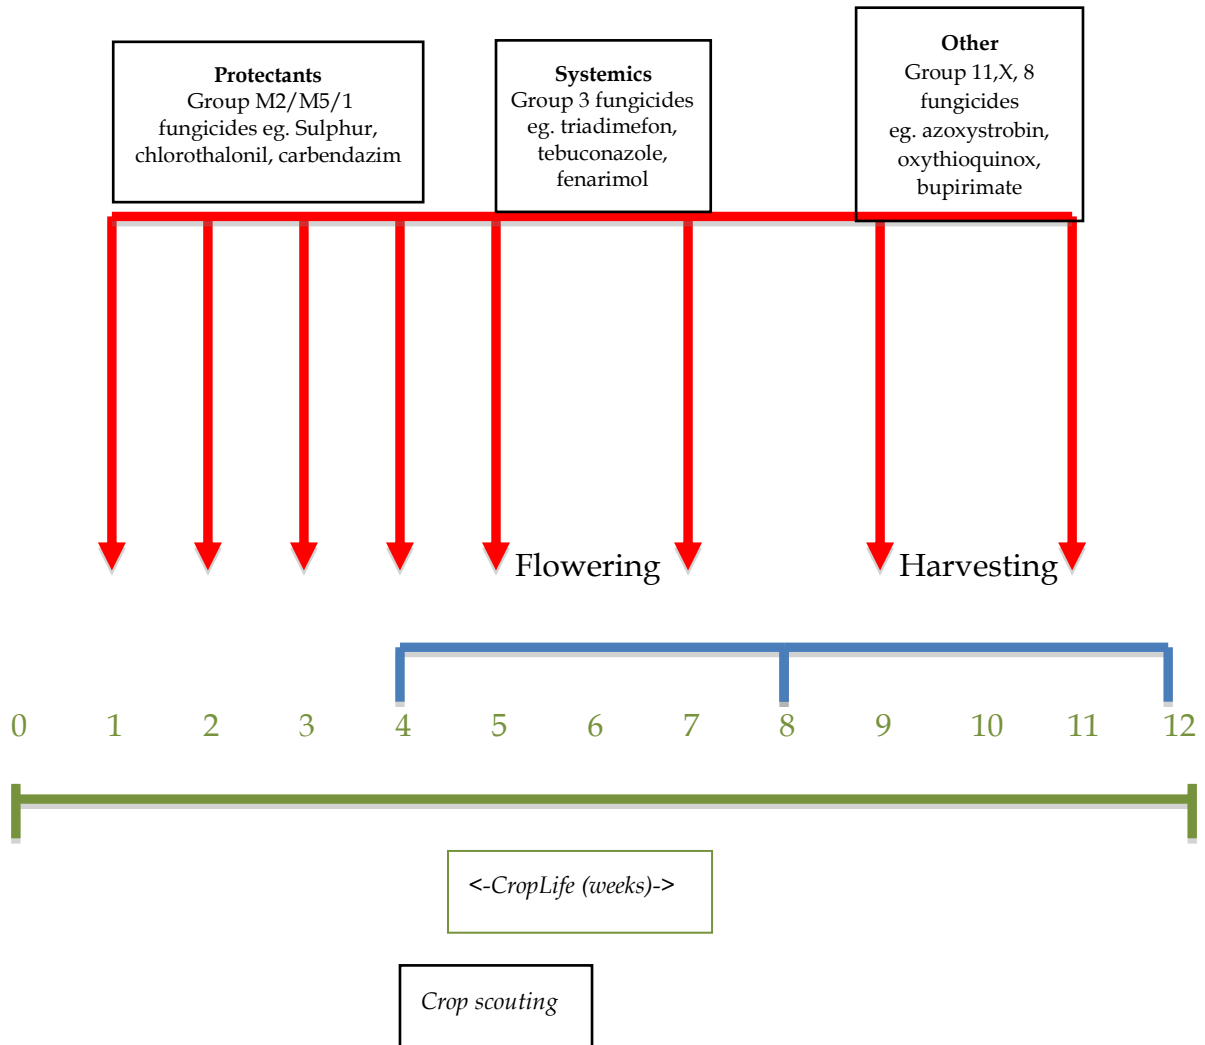 Protectants
Group M2/M5/1
fungicides eg. Sulphur,
chlorothalonil, carbendazim
Systemics
Group 3 fungicides
eg. triadimefon,
tebuconazole,
fenarimol
Other
Group 11,X, 8
fungicides
eg. azoxystrobin,
oxythioquinox,
bupirimate
Flowering
Harvesting
0 1 2 3 4 5 6 7 8 9 10 11 12
<-CropLife (weeks)->
Crop scouting